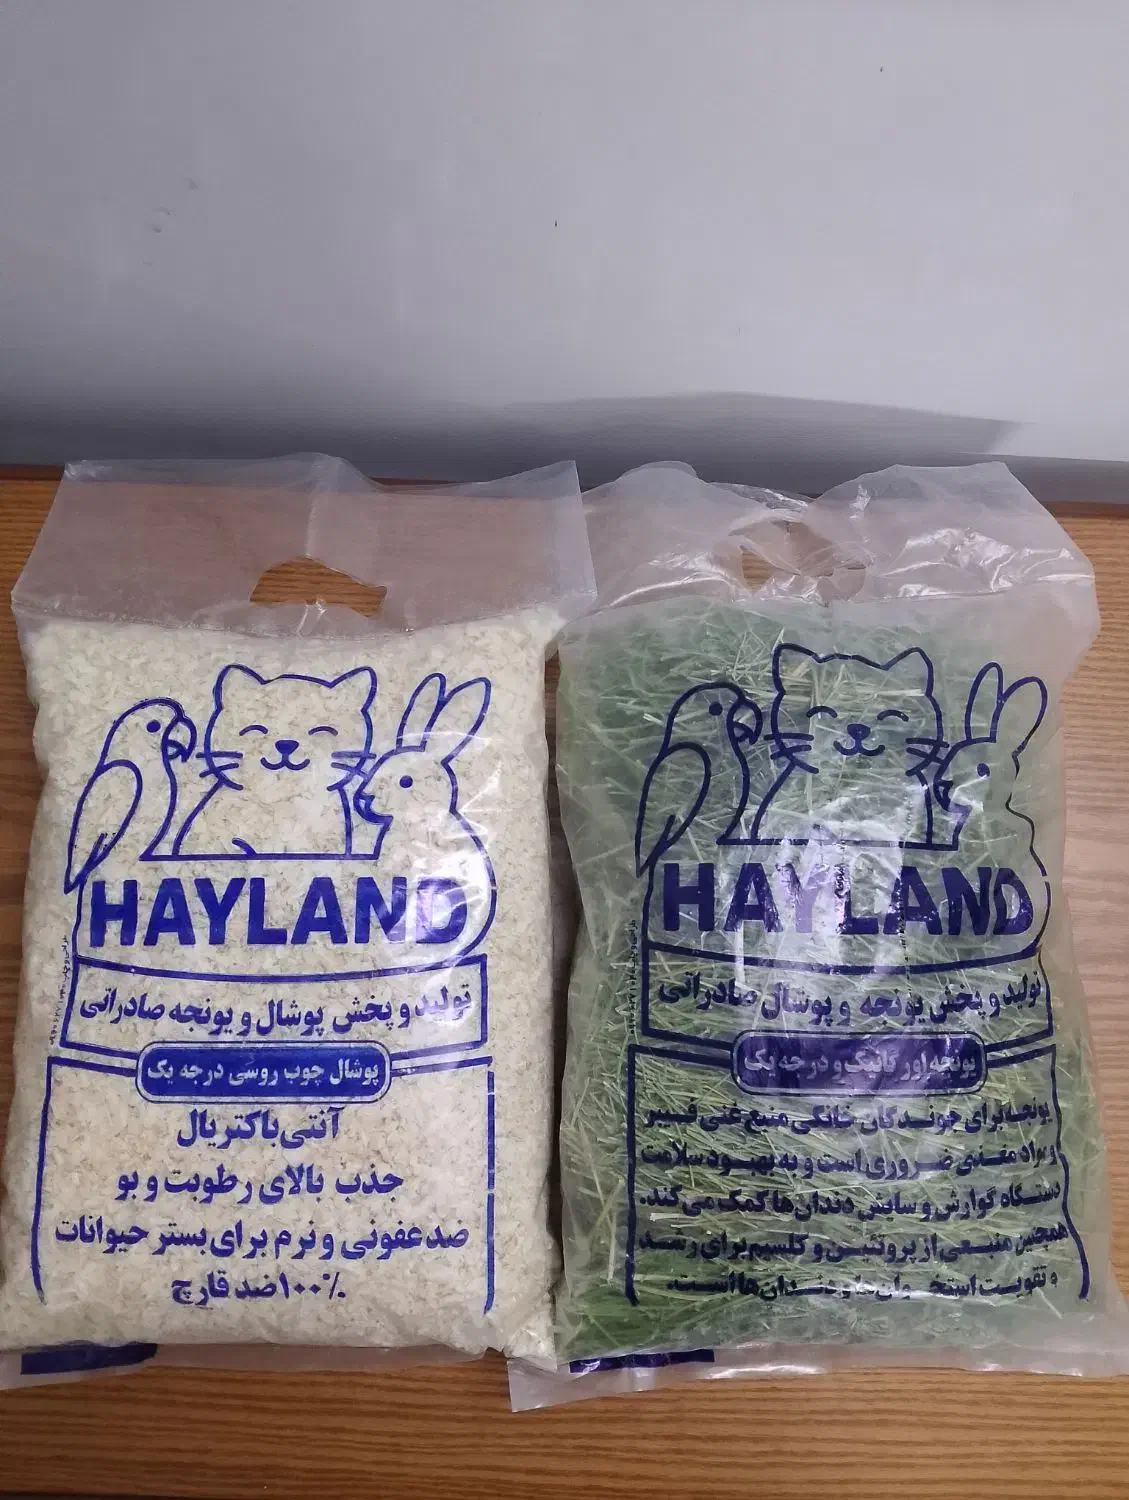 HAYLAND
تولید و پخش پوشال و یونجه صادراتی
پوشال چوب روسی درجه یک
آنتی باکتریال
جذب بالای رطوبت و بو
ضد عفونی و نرم برای بستر حیوانات
۱۰۰٪ ضد قارچ
HAYLAND
تولید و پخش یونجه و پوشال صادراتی
یونجه اورگانیک و درجه یک
یونجه برای جوندگان خانگی منبع غنی فیبر
و مواد مغذی ضروری است و به بهبود سلامت
دستگاه گوارش و سایش دندان ها کمک می کند.
همچنین منبعی از پروتئین و کلسیم برای رشد
و تقویت استخوان ها و دندان ها است.